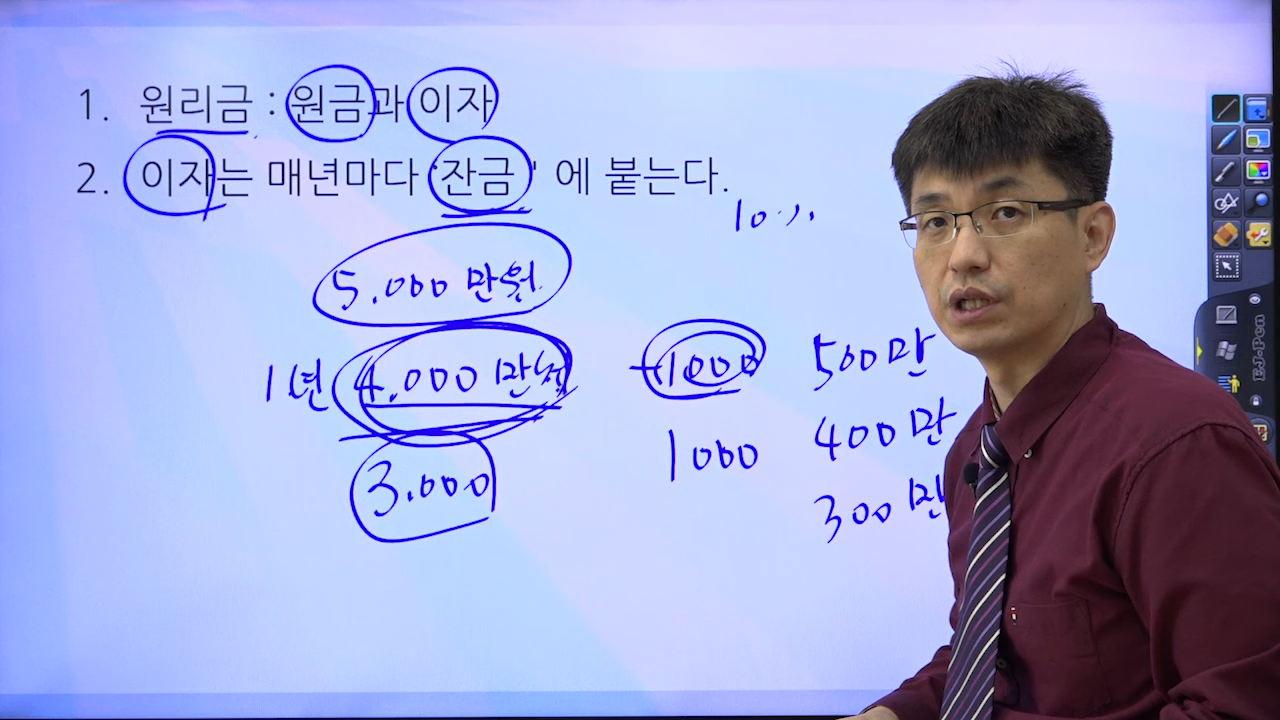 1. 원리금 : 원금과 이자
2. 이자는 매년마다 '잔금' 에 붙는다.
10%
5.000 만원
1년 4.000 만원 -1000 500만
3.000 1000 400만
300만
EJ-Pen